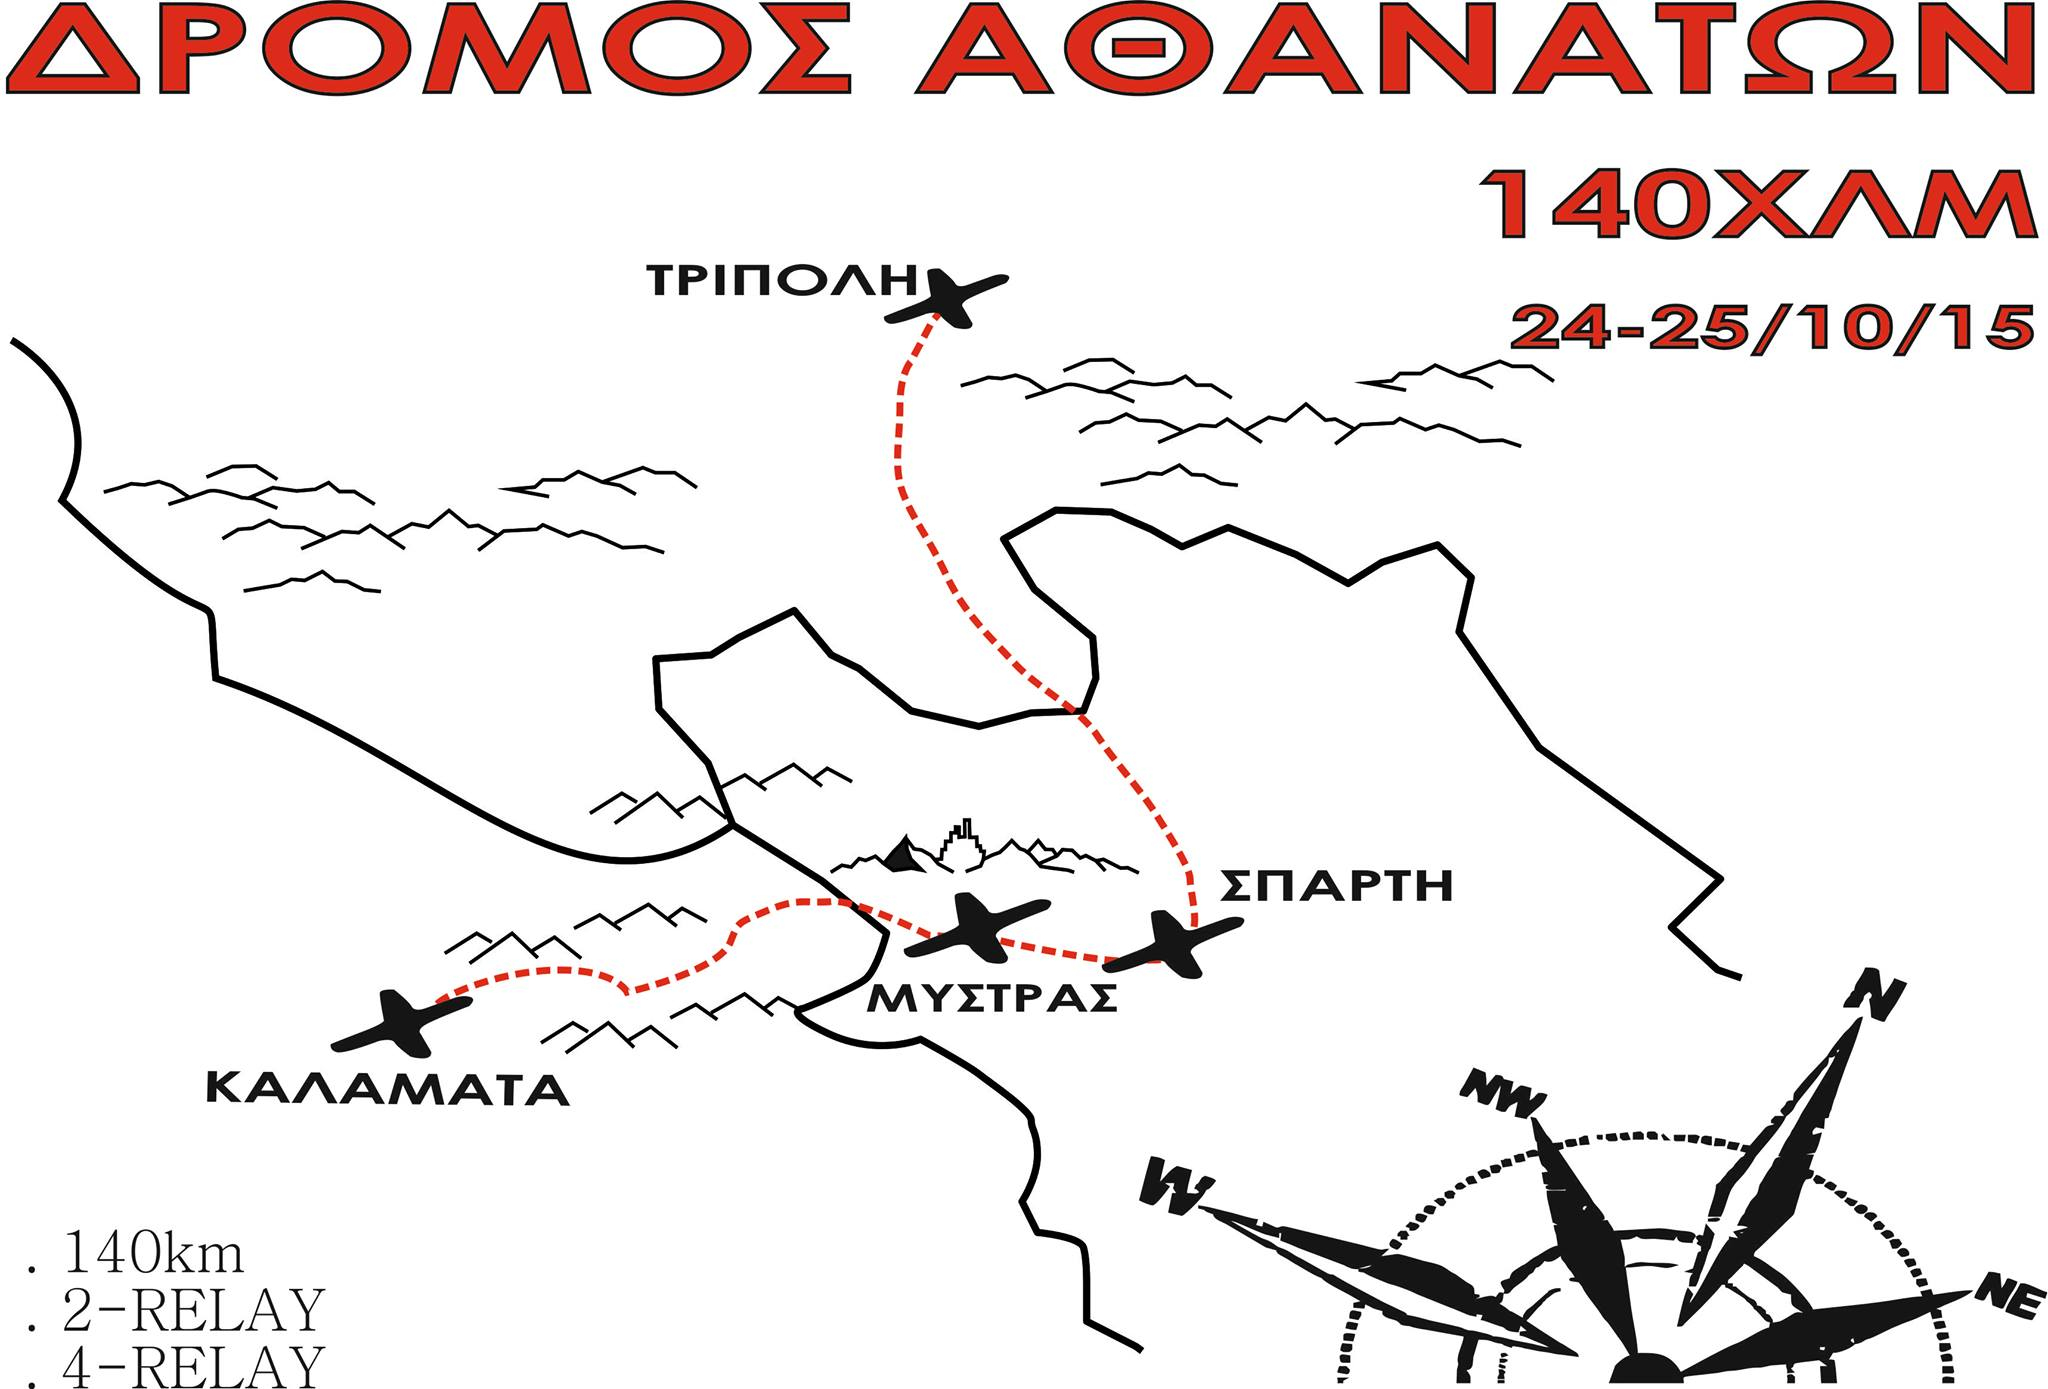 ΔΡΟΜΟΣ ΑΘΑΝΑΤΩΝ
140ΧΛΜ
24-25/10/15
ΤΡΙΠΟΛΗ
ΣΠΑΡΤΗ
ΜΥΣΤΡΑΣ
ΚΑΛΑΜΑΤΑ
N
NW
W
NE
. 140km
. 2-RELAY
. 4-RELAY